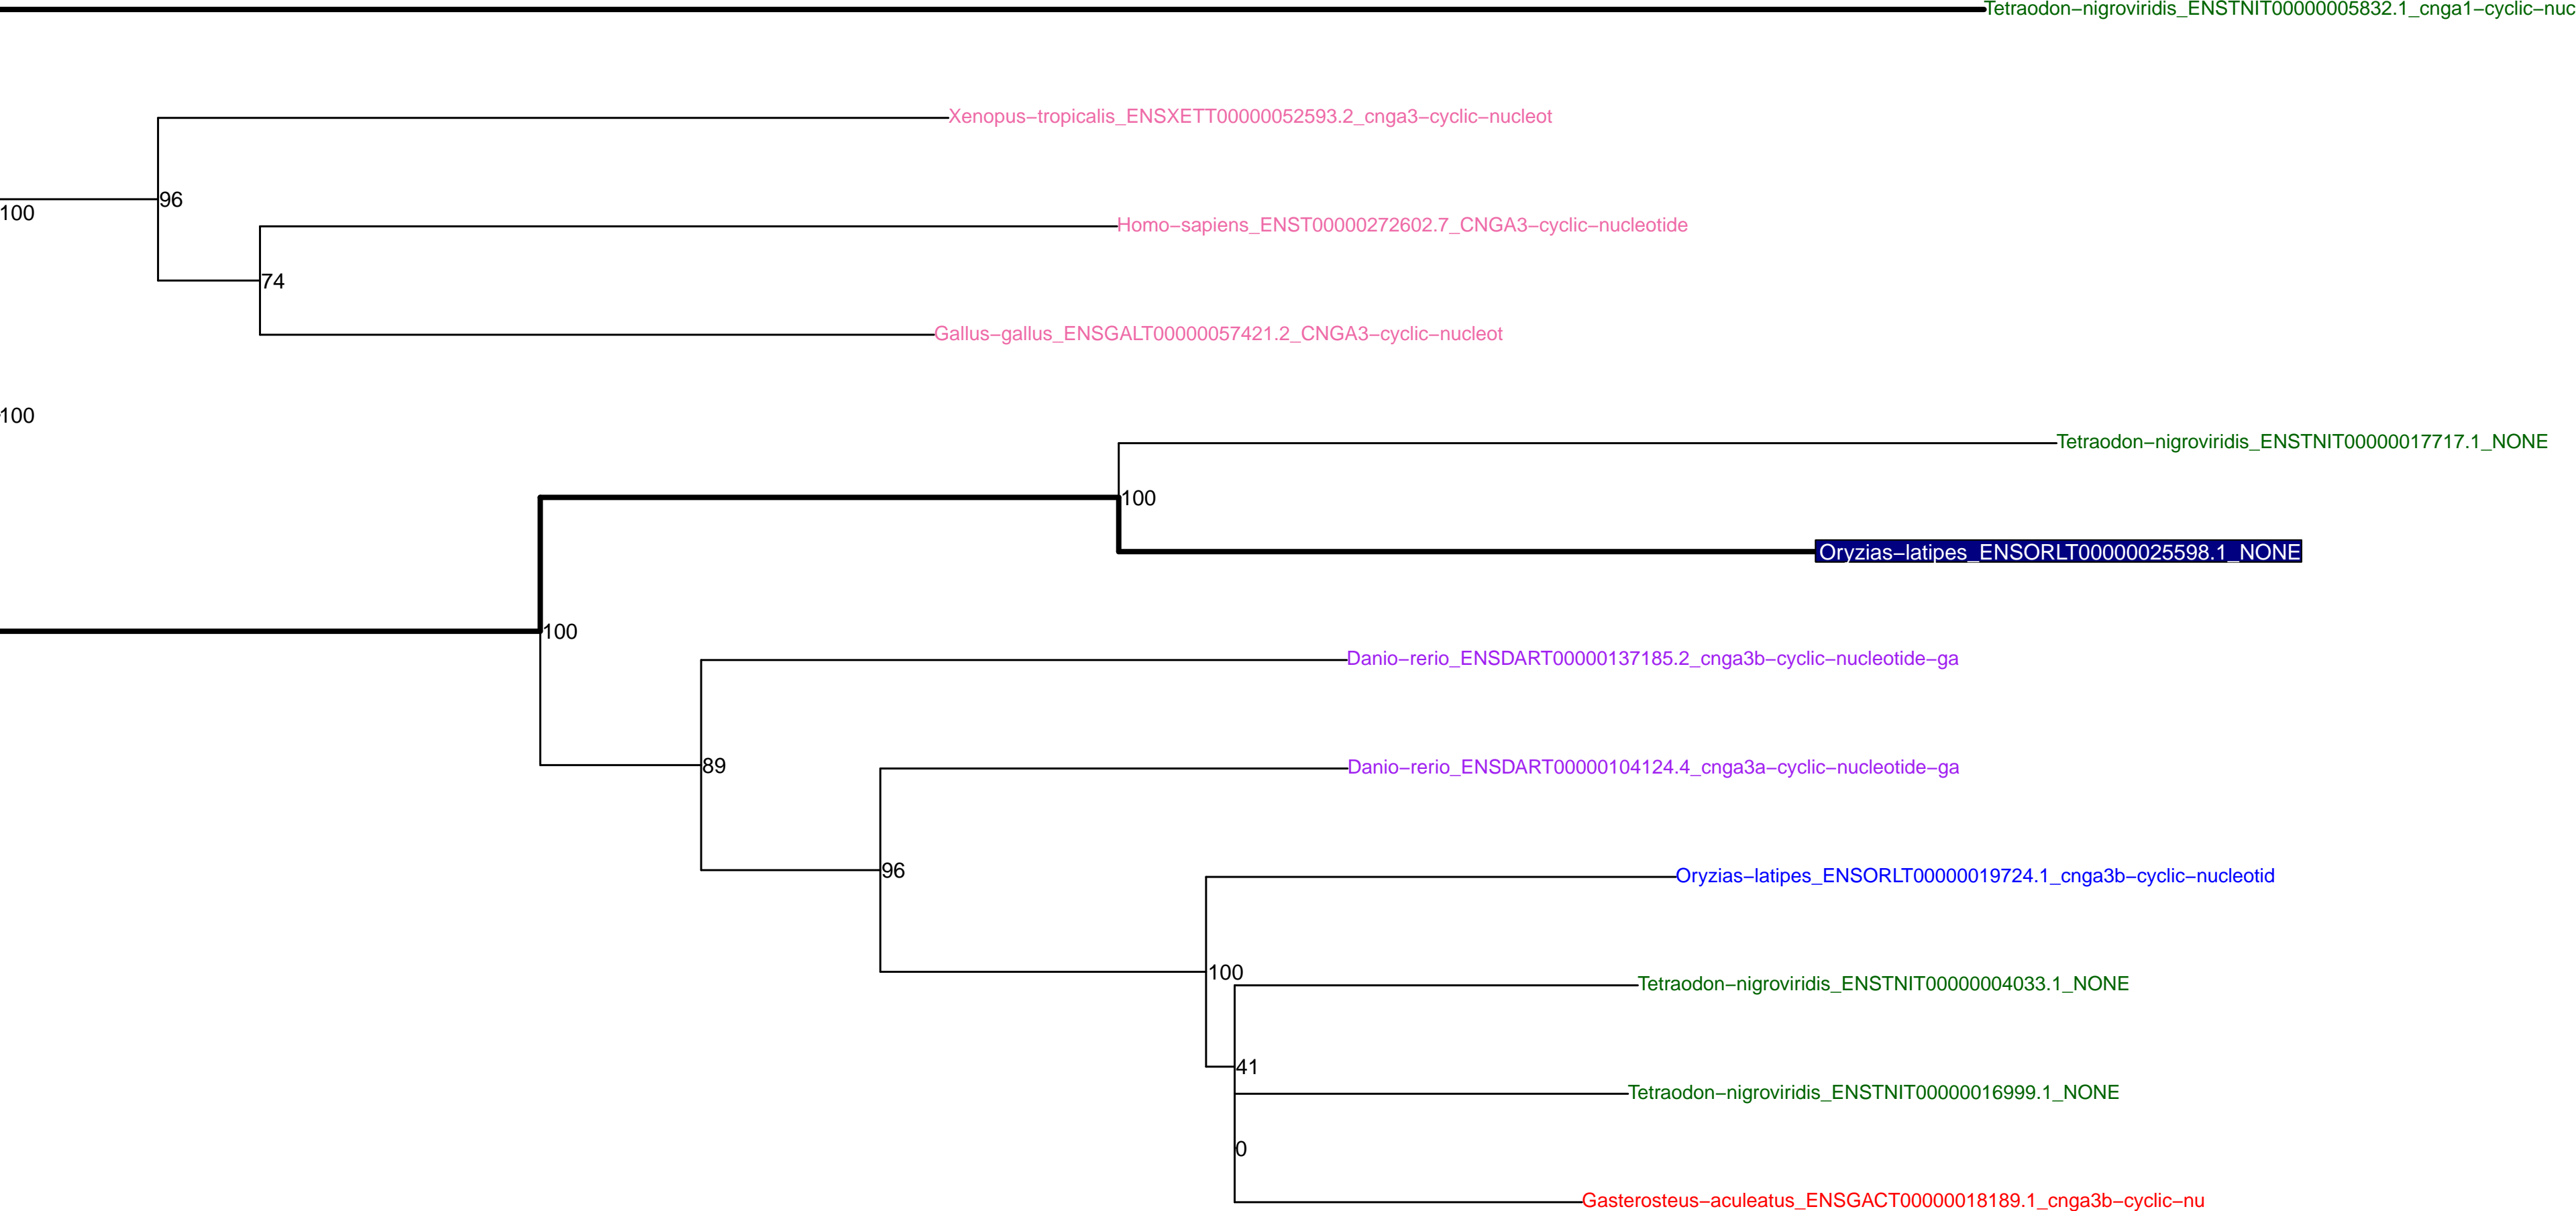 Tetraodon−nigroviridis_ENSTNIT00000005832.1_cnga1−cyclic−nuc
Xenopus−tropicalis_ENSXETT00000052593.2_cnga3−cyclic−nucleot
96
100
Homo−sapiens_ENST00000272602.7_CNGA3−cyclic−nucleotide
74
Gallus−gallus_ENSGALT00000057421.2_CNGA3−cyclic−nucleot
100
Tetraodon−nigroviridis_ENSTNIT00000017717.1_NONE
100
Oryzias−latipes_ENSORLT00000025598.1_NONE
100
Danio−rerio_ENSDART00000137185.2_cnga3b−cyclic−nucleotide−ga
89
Danio−rerio_ENSDART00000104124.4_cnga3a−cyclic−nucleotide−ga
96
Oryzias−latipes_ENSORLT00000019724.1_cnga3b−cyclic−nucleotid
100
Tetraodon−nigroviridis_ENSTNIT00000004033.1_NONE
41
Tetraodon−nigroviridis_ENSTNIT00000016999.1_NONE
0
Gasterosteus−aculeatus_ENSGACT00000018189.1_cnga3b−cyclic−nu